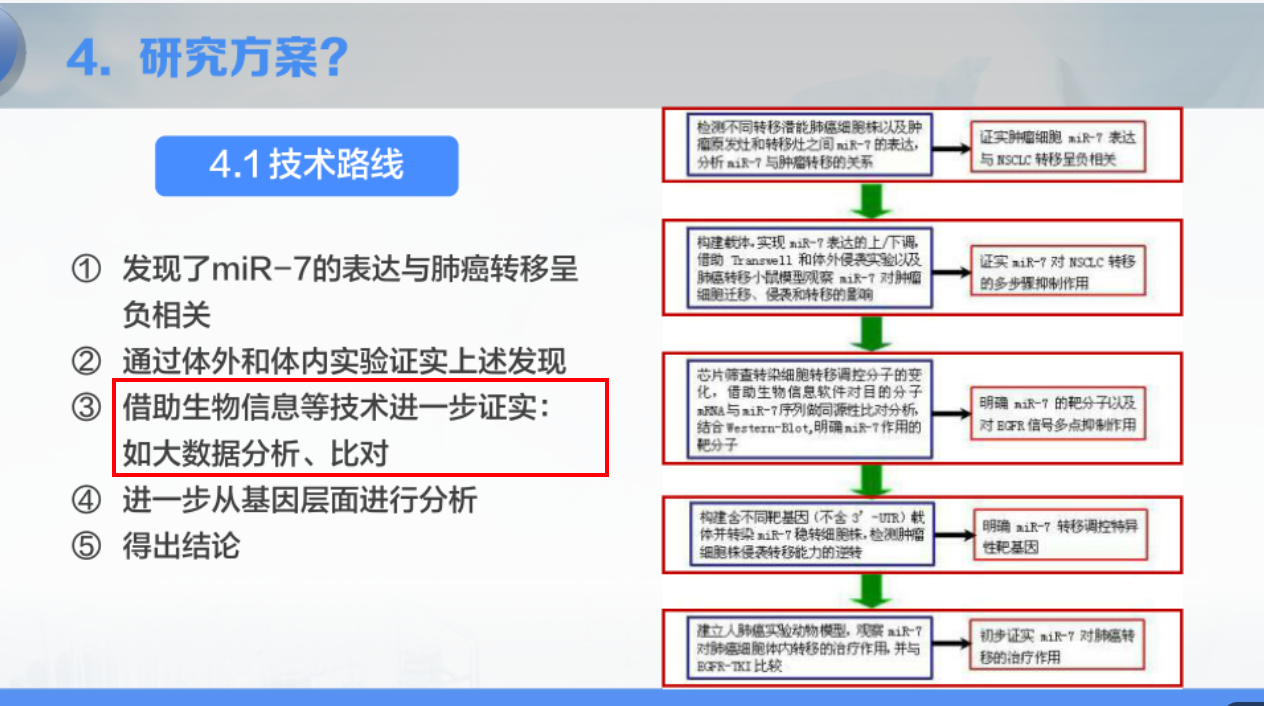 4. 研究方案?
4.1技术路线
① 发现了miR-7的表达与肺癌转移呈
负相关
② 通过体外和体内实验证实上述发现
③ 借助生物信息等技术进一步证实：
如大数据分析、比对
④ 进一步从基因层面进行分析
⑤ 得出结论
检测不同转移潜能肺癌细胞株以及肿
瘤原发灶和转移灶之间 miR-7 的表达,
分析 miR-7 与肿瘤转移的关系
证实肿瘤细胞 miR-7 表达
与 NSCLC 转移呈负相关
构建载体,实现 miR-7 表达的上/下调,
借助 Transwell 和体外侵袭实验以及
肺癌转移小鼠模型观察 miR-7 对肿瘤
细胞迁移、侵袭和转移的影响
证实 miR-7 对 NSCLC 转移
的多步骤抑制作用
芯片筛查转染细胞转移调控分子的变
化，借助生物信息软件对目的分子
mRNA 与 miR-7 序列做同源性比对分析,
结合 Western-Blot,明确 miR-7 作用的
靶分子
明确 miR-7 的靶分子以及
对 EGFR 信号多点抑制作用
构建含不同靶基因（不含 3'-UTR）载
体并转染 miR-7 稳转细胞株,检测肿瘤
细胞株侵袭转移能力的逆转
明确 miR-7 转移调控特异
性靶基因
建立人肺癌实验动物模型，观察 miR-7
对肺癌细胞体内转移的治疗作用,并与
EGFR-TKI 比较
初步证实 miR-7 对肺癌转
移的治疗作用